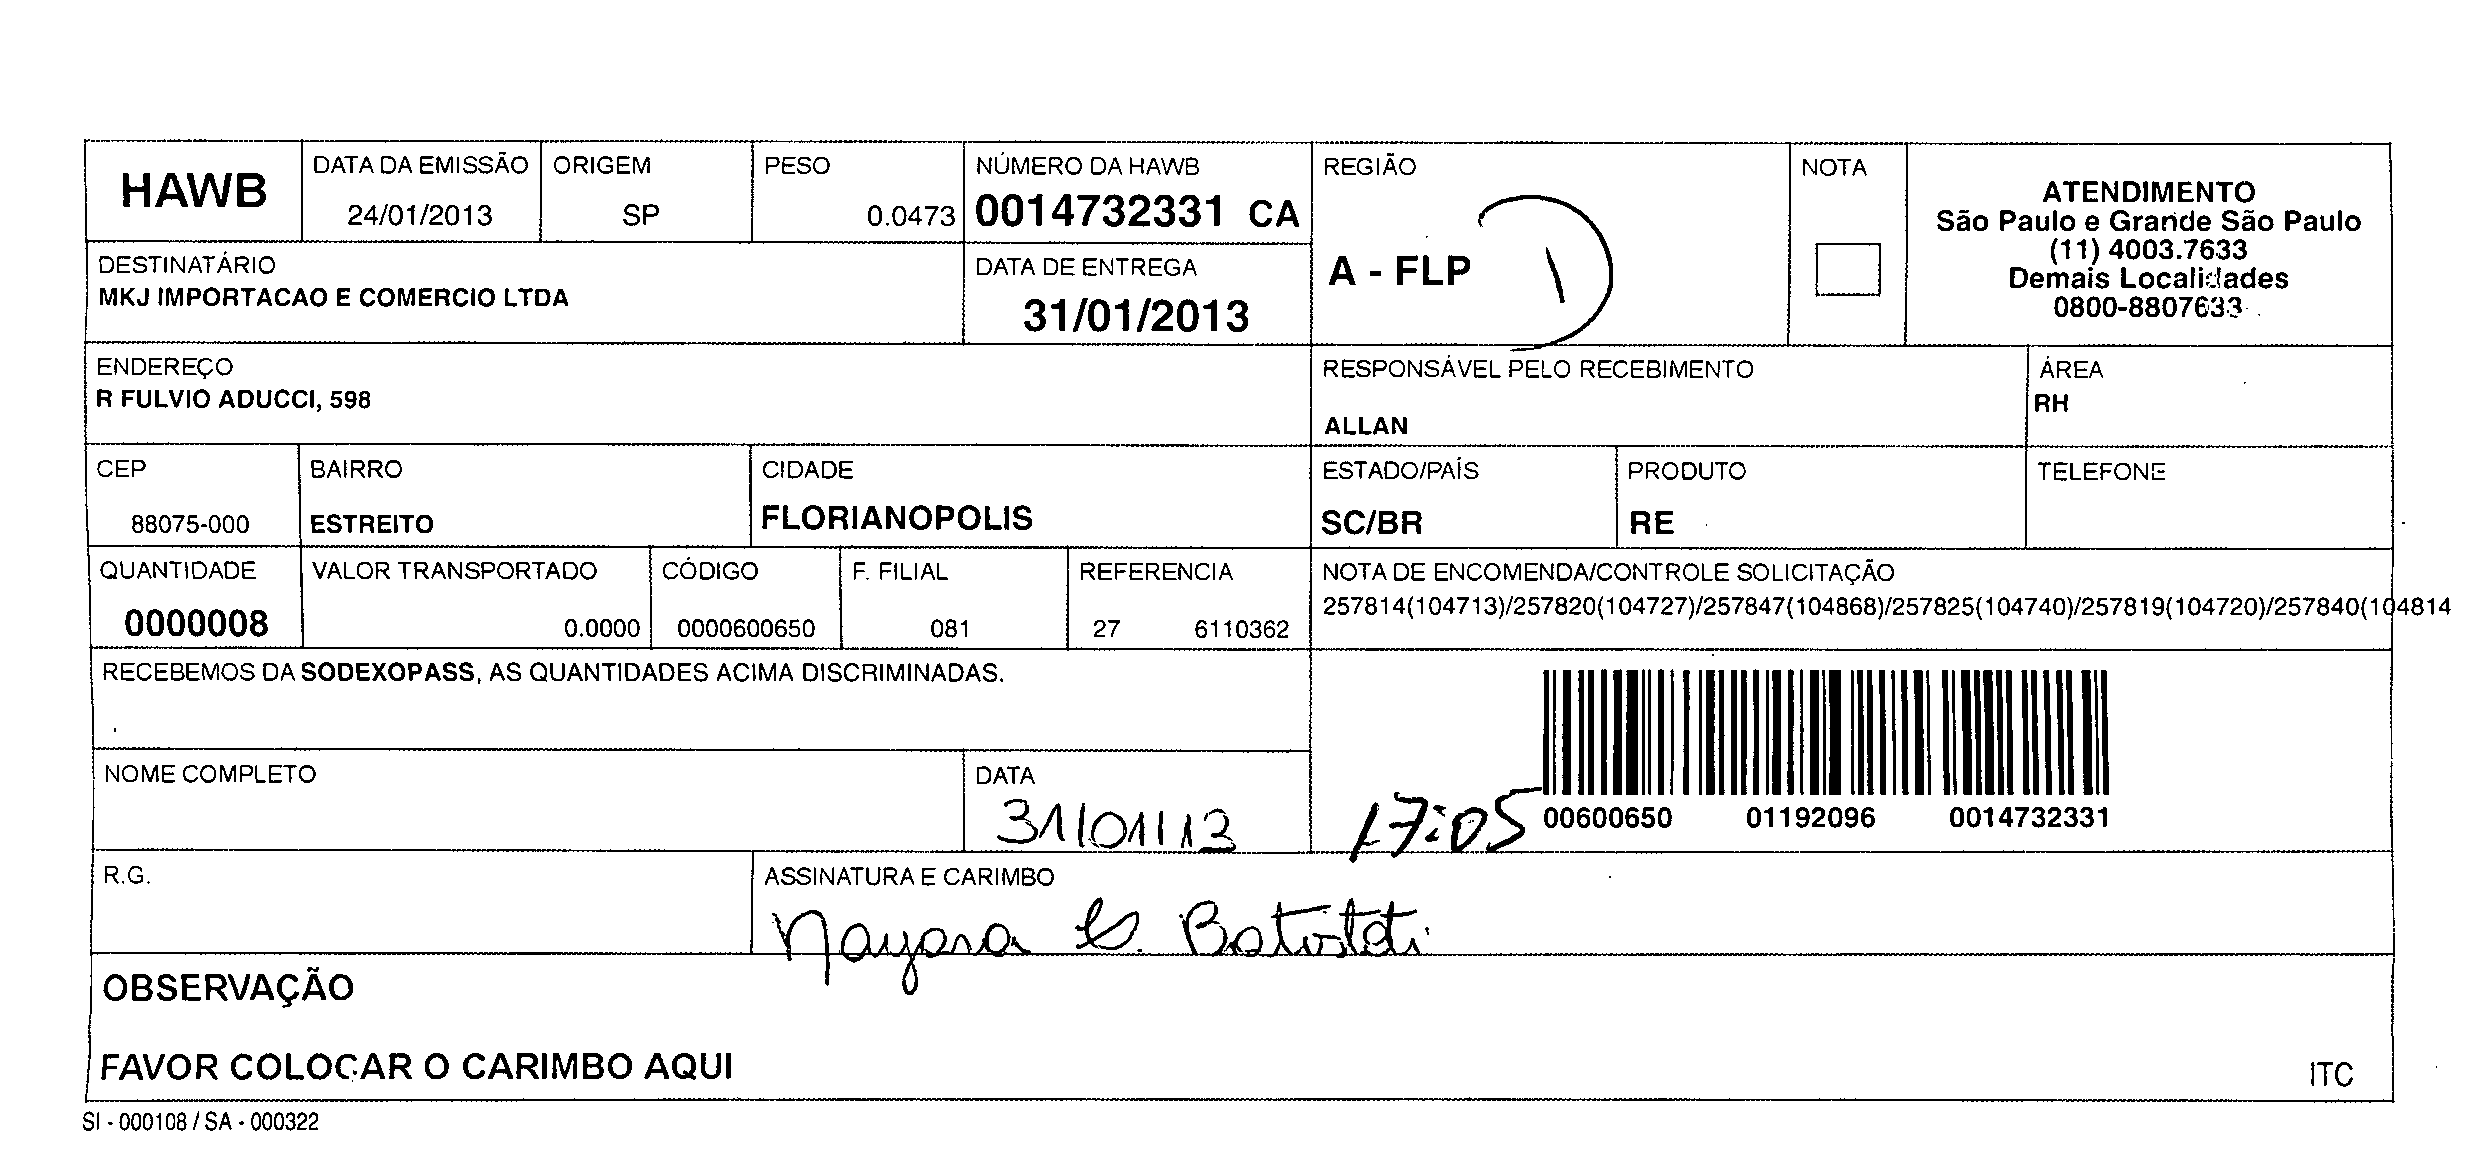 HAWB
DATA DA EMISSÃO
24/01/2013
ORIGEM
SP
PESO
0.0473
NÚMERO DA HAWB
0014732331 CA
REGIÃO
A - FLP
1
NOTA
ATENDIMENTO
São Paulo e Grande São Paulo
(11) 4003.7633
Demais Localidades
0800-8807633
DESTINATÁRIO
MKJ IMPORTACAO E COMERCIO LTDA
DATA DE ENTREGA
31/01/2013
ENDEREÇO
R FULVIO ADUCCI, 598
RESPONSÁVEL PELO RECEBIMENTO
ALLAN
ÁREA
RH
CEP
88075-000
BAIRRO
ESTREITO
CIDADE
FLORIANOPOLIS
ESTADO/PAÍS
SC/BR
PRODUTO
RE
TELEFONE
QUANTIDADE
0000008
VALOR TRANSPORTADO
0.0000
CÓDIGO
0000600650
F. FILIAL
081
REFERENCIA
27 6110362
NOTA DE ENCOMENDA/CONTROLE SOLICITAÇÃO
257814(104713)/257820(104727)/257847(104868)/257825(104740)/257819(104720)/257840(104814
RECEBEMOS DA SODEXOPASS, AS QUANTIDADES ACIMA DISCRIMINADAS.
NOME COMPLETO
DATA
31/01/13
17:05
00600650 01192096 0014732331
R.G.
ASSINATURA E CARIMBO
Nayara Batistoti
OBSERVAÇÃO
FAVOR COLOCAR O CARIMBO AQUI
ITC
SI - 000108 / SA - 000322